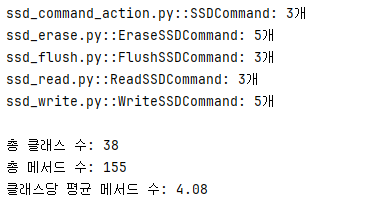 ssd_command_action.py::SSDCommand: 3개
ssd_erase.py::EraseSSDCommand: 5개
ssd_flush.py::FlushSSDCommand: 3개
ssd_read.py::ReadSSDCommand: 3개
ssd_write.py::WriteSSDCommand: 5개
총 클래스 수: 38
총 메서드 수: 155
클래스당 평균 메서드 수: 4.08